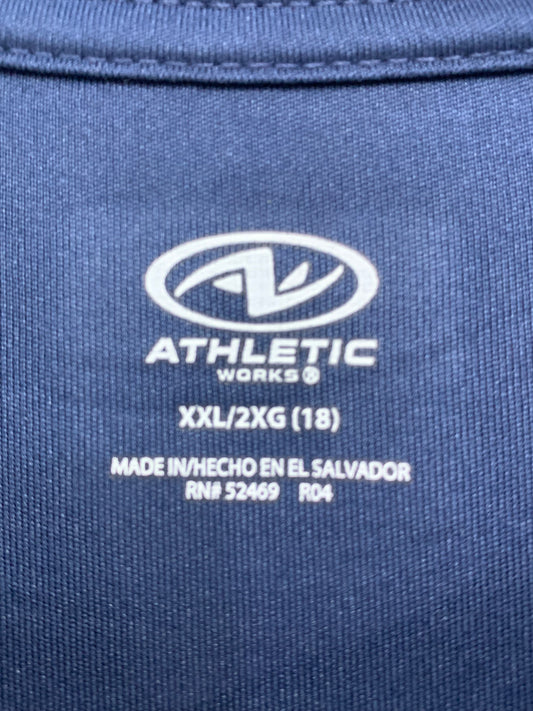 ATHLETIC
WORKS®
XXL/2XG (18)
MADE IN/HECHO EN EL SALVADOR
RN# 52469 R04